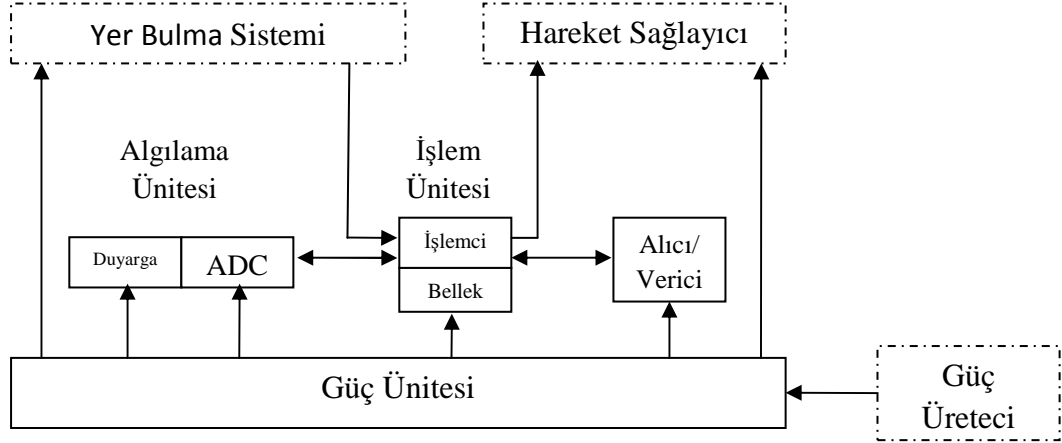 Yer Bulma Sistemi
Hareket Sağlayıcı
Algılama
Ünitesi
İşlem
Ünitesi
Duyarga
ADC
İşlemci
Bellek
Alıcı/
Verici
Güç Ünitesi
Güç
Üreteci